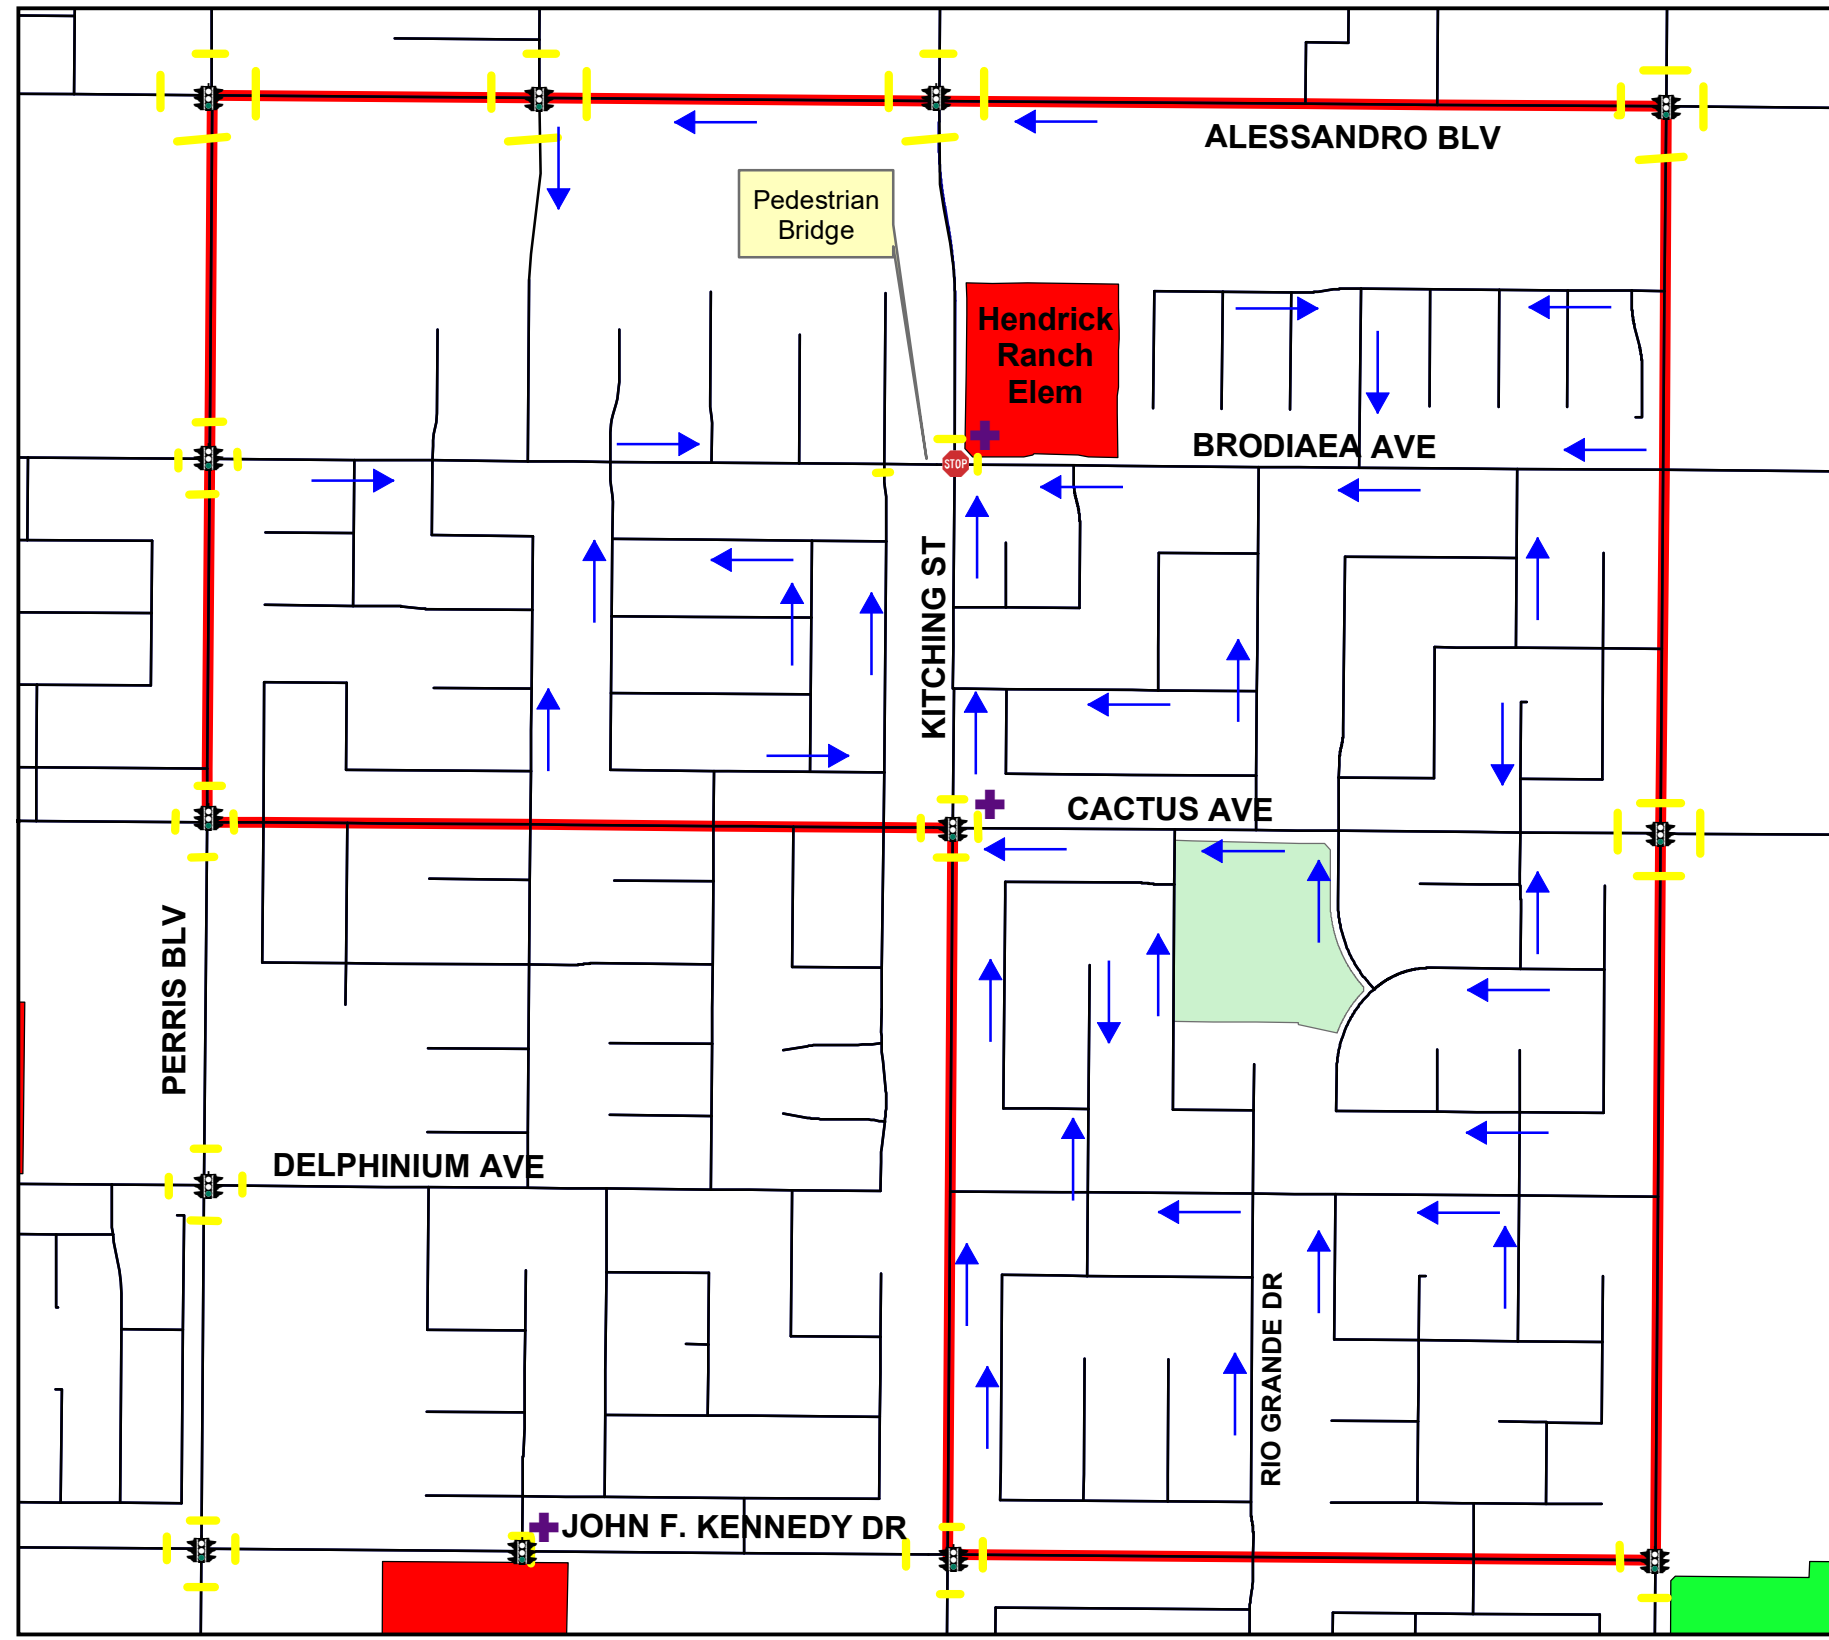 ALESSANDRO BLV
Pedestrian
Bridge
Hendrick
Ranch
Elem
BRODIAEA AVE
STOP
KITCHING ST
CACTUS AVE
PERRIS BLV
DELPHINIUM AVE
RIO GRANDE DR
JOHN F. KENNEDY DR